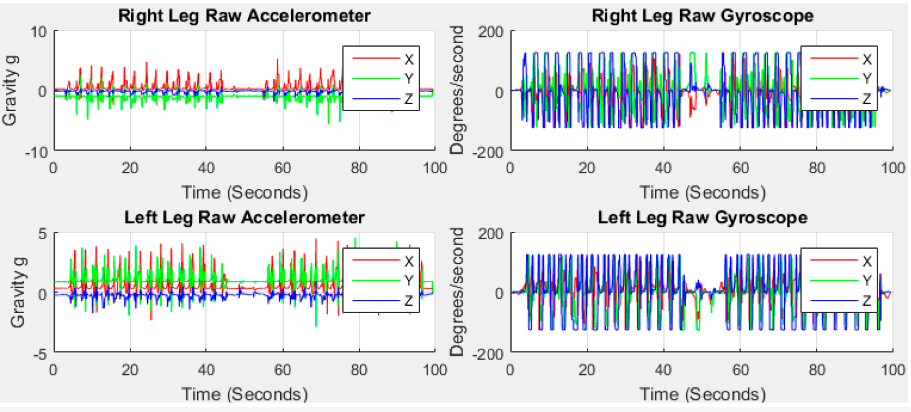 Right Leg Raw Accelerometer
Gravity g
10
0
-10
X
Y
Z
0 20 40 60 80 100
Time (Seconds)
Right Leg Raw Gyroscope
Degrees/second
200
0
-200
X
Y
Z
0 20 40 60 80 100
Time (Seconds)
Left Leg Raw Accelerometer
Gravity g
5
0
-5
X
Y
Z
0 20 40 60 80 100
Time (Seconds)
Left Leg Raw Gyroscope
Degrees/second
200
0
-200
X
Y
Z
0 20 40 60 80 100
Time (Seconds)